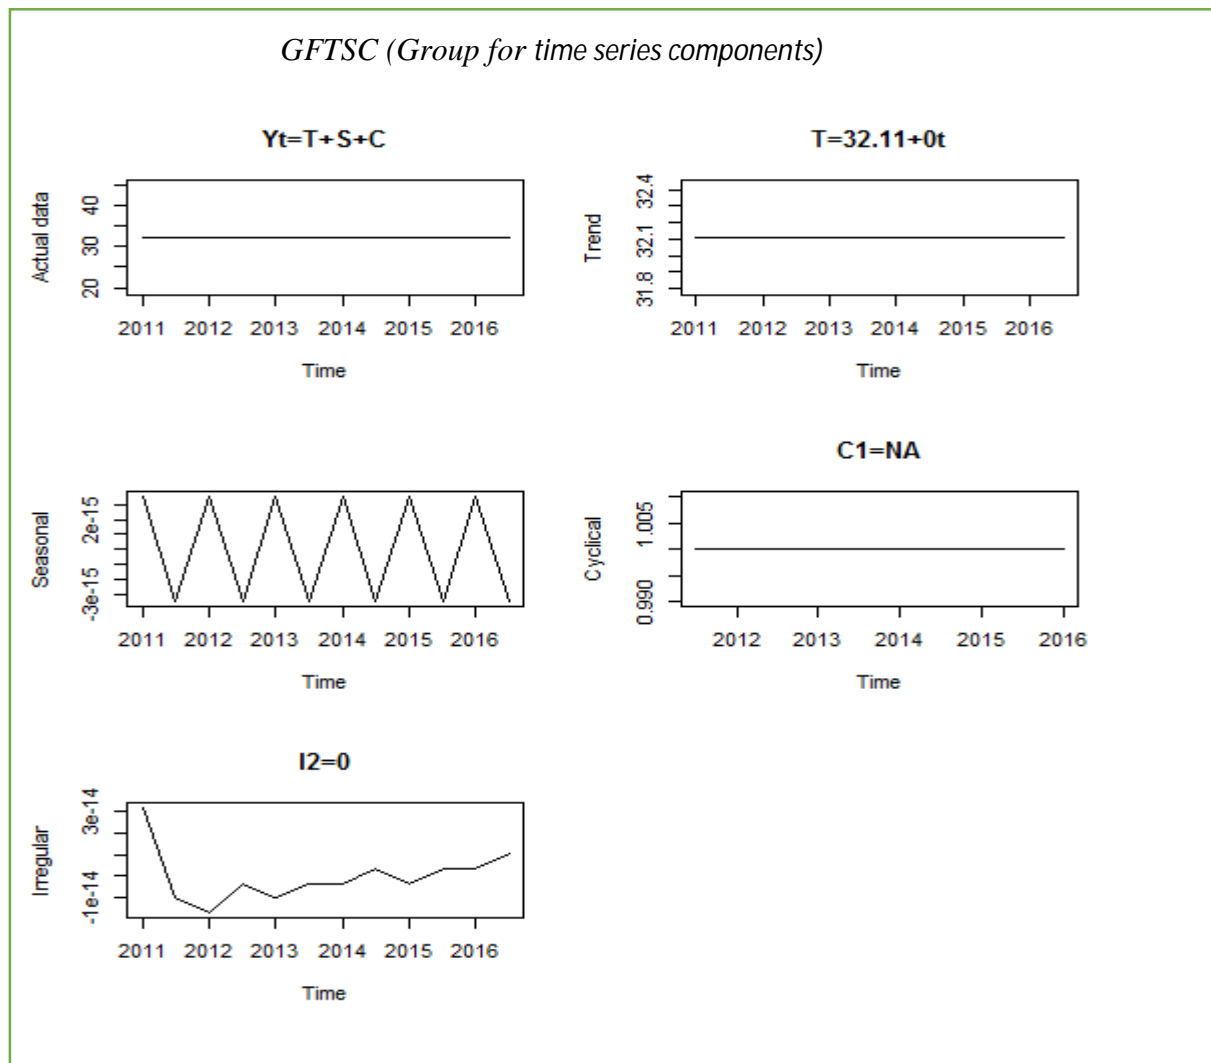 GFTSC (Group for time series components)
Yt=T+S+C
Actual data
40
30
20
2011 2012 2013 2014 2015 2016
Time
T=32.11+0t
Trend
32.4
32.1
31.8
2011 2012 2013 2014 2015 2016
Time
Seasonal
2e-15
-3e-15
2011 2012 2013 2014 2015 2016
Time
C1=NA
Cyclical
1.005
0.990
2012 2013 2014 2015 2016
Time
I2=0
Irregular
3e-14
-1e-14
2011 2012 2013 2014 2015 2016
Time